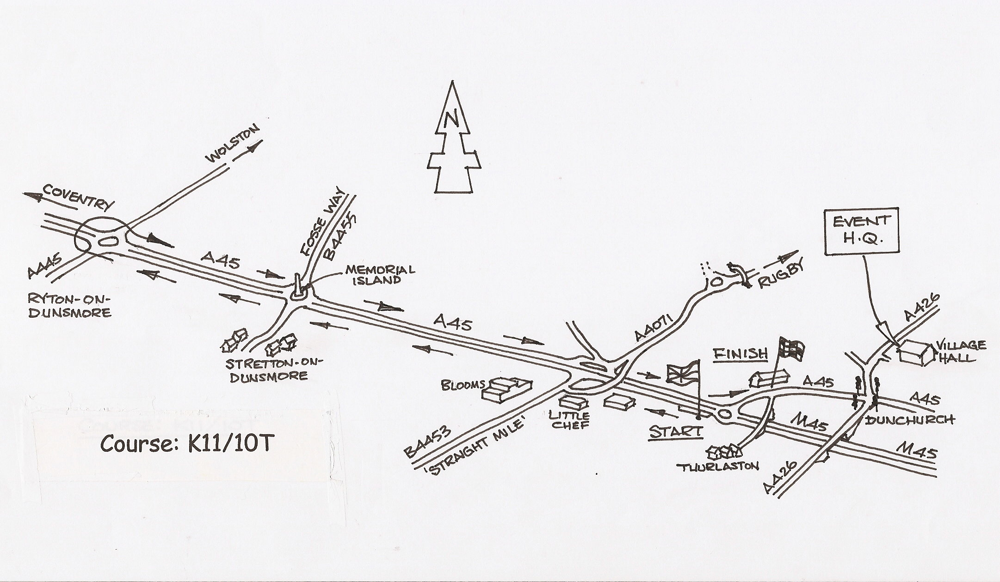 N
WOLSTON
COVENTRY
FOSSE WAY
B4455
A45
A445
MEMORIAL
ISLAND
RYTON-ON-
DUNSMORE
EVENT
H.Q.
RUGBY
A426
A4071
A45
VILLAGE
HALL
FINISH
STRETTON-ON-
DUNSMORE
BLOOMS
A45
A45
LITTLE
CHEF
START
M45
DUNCHURCH
B4453
'STRAIGHT MILE'
M45
THURLASTON
A426
Course: K11/10T